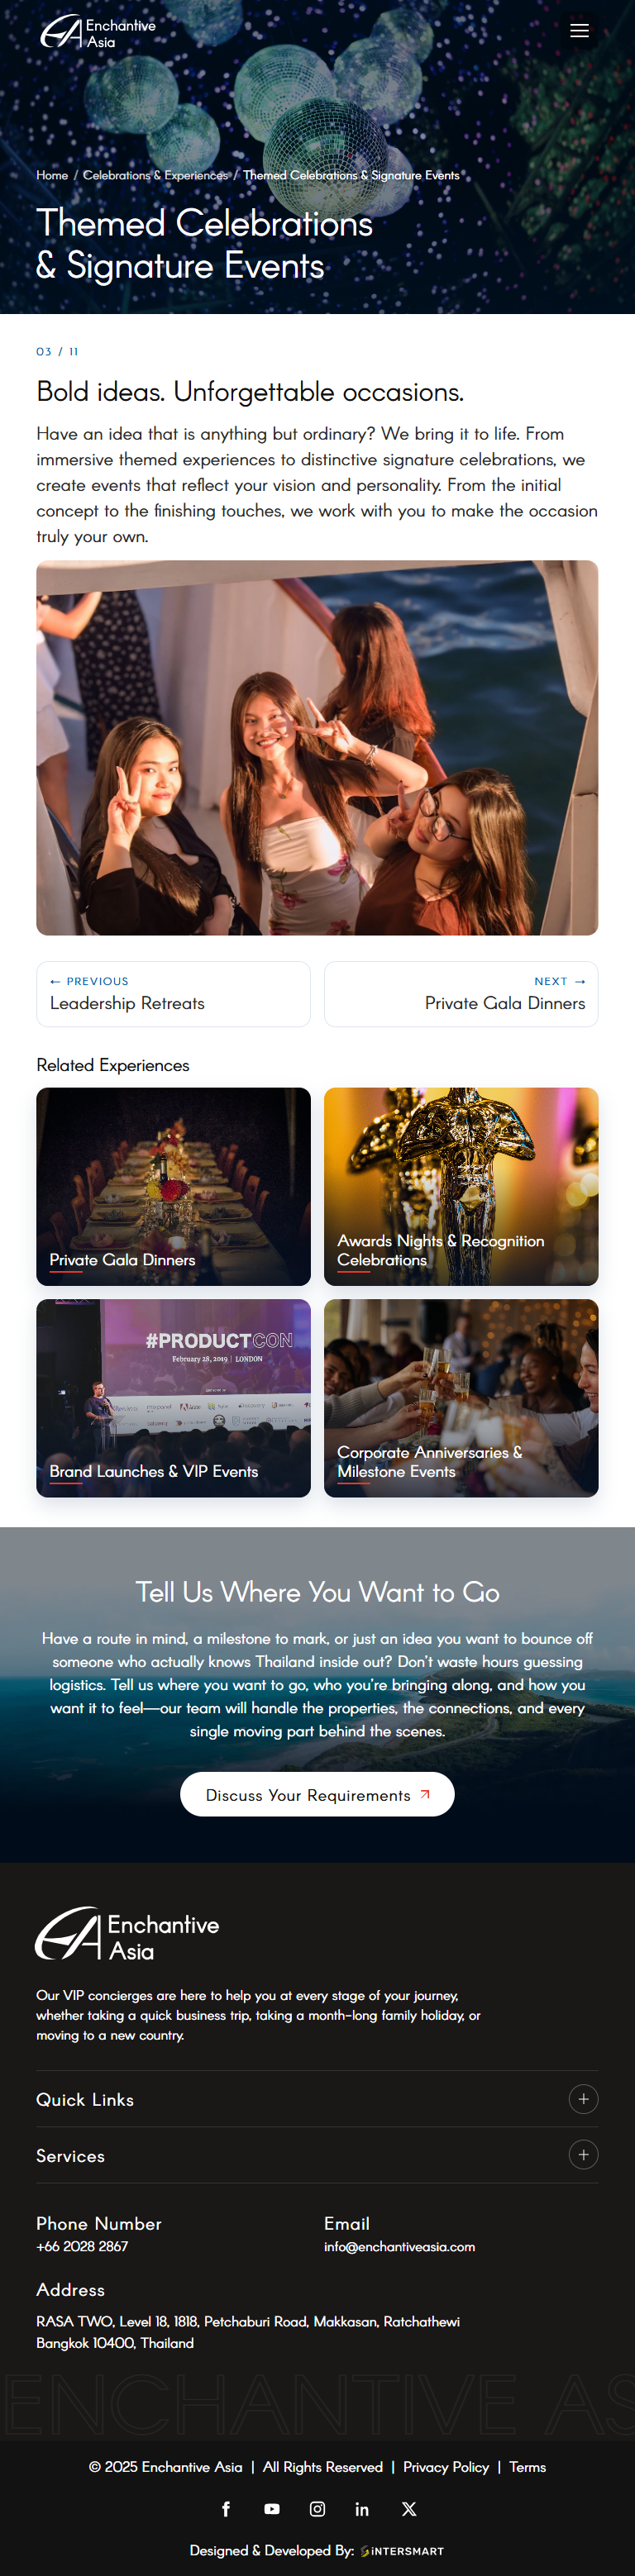 Enchantive
Asia
Home / Celebrations & Experiences / Themed Celebrations & Signature Events
Themed Celebrations
& Signature Events
03 / 11
Bold ideas. Unforgettable occasions.
Have an idea that is anything but ordinary? We bring it to life. From
immersive themed experiences to distinctive signature celebrations, we
create events that reflect your vision and personality. From the initial
concept to the finishing touches, we work with you to make the occasion
truly your own.
← PREVIOUS
Leadership Retreats
NEXT →
Private Gala Dinners
Related Experiences
Private Gala Dinners
Awards Nights & Recognition
Celebrations
#PRODUCTCON
February 28, 2019 | LONDON
Brand Launches & VIP Events
Corporate Anniversaries &
Milestone Events
Tell Us Where You Want to Go
Have a route in mind, a milestone to mark, or just an idea you want to bounce off
someone who actually knows Thailand inside out? Don't waste hours guessing
logistics. Tell us where you want to go, who you're bringing along, and how you
want it to feel—our team will handle the properties, the connections, and every
single moving part behind the scenes.
Discuss Your Requirements
Enchantive
Asia
Our VIP concierges are here to help you at every stage of your journey,
whether taking a quick business trip, taking a month-long family holiday, or
moving to a new country.
Quick Links
Services
Phone Number
+66 2028 2867
Email
info@enchantiveasia.com
Address
RASA TWO, Level 18, 1818, Petchaburi Road, Makkasan, Ratchathewi
Bangkok 10400, Thailand
ENCHANTIVE AS
© 2025 Enchantive Asia | All Rights Reserved | Privacy Policy | Terms
Designed & Developed By: iNTERSMART